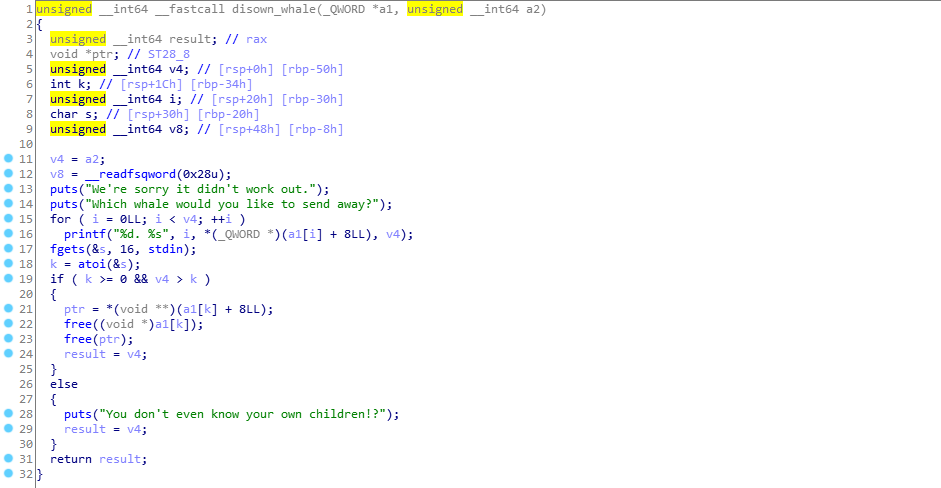 1 unsigned __int64 __fastcall disown_whale(_QWORD *a1, unsigned __int64 a2)
2 {
3   unsigned __int64 result; // rax
4   void *ptr; // ST28_8
5   unsigned __int64 v4; // [rsp+0h] [rbp-50h]
6   int k; // [rsp+1Ch] [rbp-34h]
7   unsigned __int64 i; // [rsp+20h] [rbp-30h]
8   char s; // [rsp+30h] [rbp-20h]
9   unsigned __int64 v8; // [rsp+48h] [rbp-8h]
10
11   v4 = a2;
12   v8 = __readfsqword(0x28u);
13   puts("We're sorry it didn't work out.");
14   puts("Which whale would you like to send away?");
15   for ( i = 0LL; i < v4; ++i )
16     printf("%d. %s", i, *(_QWORD *)(a1[i] + 8LL), v4);
17   fgets(&s, 16, stdin);
18   k = atoi(&s);
19   if ( k >= 0 && v4 > k )
20   {
21     ptr = *(void **)(a1[k] + 8LL);
22     free((void *)a1[k]);
23     free(ptr);
24     result = v4;
25   }
26   else
27   {
28     puts("You don't even know your own children!?");
29     result = v4;
30   }
31   return result;
32 }